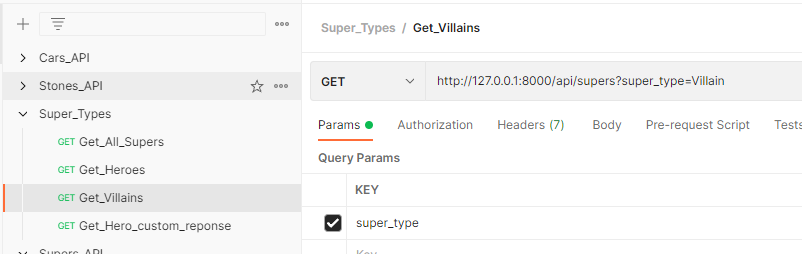 Cars_API
Stones_API
Super_Types
GET Get_All_Supers
GET Get_Heroes
GET Get_Villains
GET Get_Hero_custom_reponse
Supers_API
Super_Types / Get_Villains
GET http://127.0.0.1:8000/api/supers?super_type=Villain
Params Authorization Headers (7) Body Pre-request Script Tests
Query Params
KEY
super_type
Key